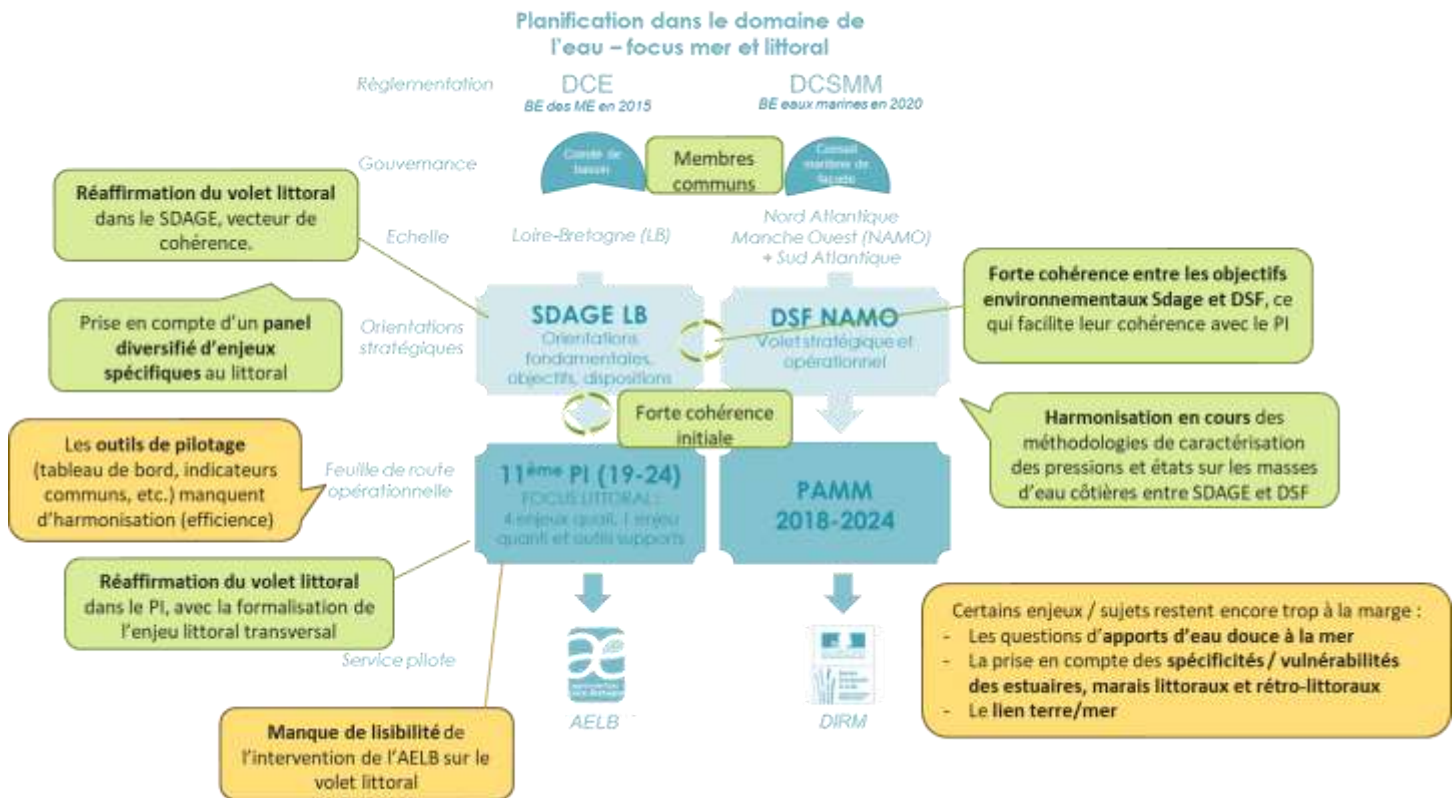 Planification dans le domaine de
l'eau – focus mer et littoral
Règlementation
DCE
BE des ME en 2015
DCSMM
BE eaux marines en 2020
Gouvernance
Comité de
bassin
Membres
communs
Conseil
maritime de
façade
Réaffirmation du volet littoral
dans le SDAGE, vecteur de
cohérence.
Echelle
Loire-Bretagne (LB)
Nord Atlantique
Manche Ouest (NAMO)
+ Sud Atlantique
Forte cohérence entre les objectifs
environnementaux Sdage et DSF, ce
qui facilite leur cohérence avec le PI
Prise en compte d'un panel
diversifié d'enjeux
spécifiques au littoral
Orientations
stratégiques
SDAGE LB
Orientations
fondamentales,
objectifs, dispositions
DSF NAMO
Volet stratégique et
opérationnel
Forte cohérence
initiale
Harmonisation en cours des
méthodologies de caractérisation
des pressions et états sur les masses
d'eau côtières entre SDAGE et DSF
Les outils de pilotage
(tableau de bord, indicateurs
communs, etc.) manquent
d'harmonisation (efficience)
Feuille de route
opérationnelle
11ème PI (19-24)
FOCUS LITTORAL :
4 enjeux quali, 1 enjeu
quanti et outils supports
PAMM
2018-2024
Réaffirmation du volet littoral
dans le PI, avec la formalisation de
l'enjeu littoral transversal
Certains enjeux / sujets restent encore trop à la marge :
- Les questions d'apports d'eau douce à la mer
- La prise en compte des spécificités / vulnérabilités
des estuaires, marais littoraux et rétro-littoraux
- Le lien terre/mer
Service pilote
AELB
DIRM
Manque de lisibilité de
l'intervention de l'AELB sur le
volet littoral